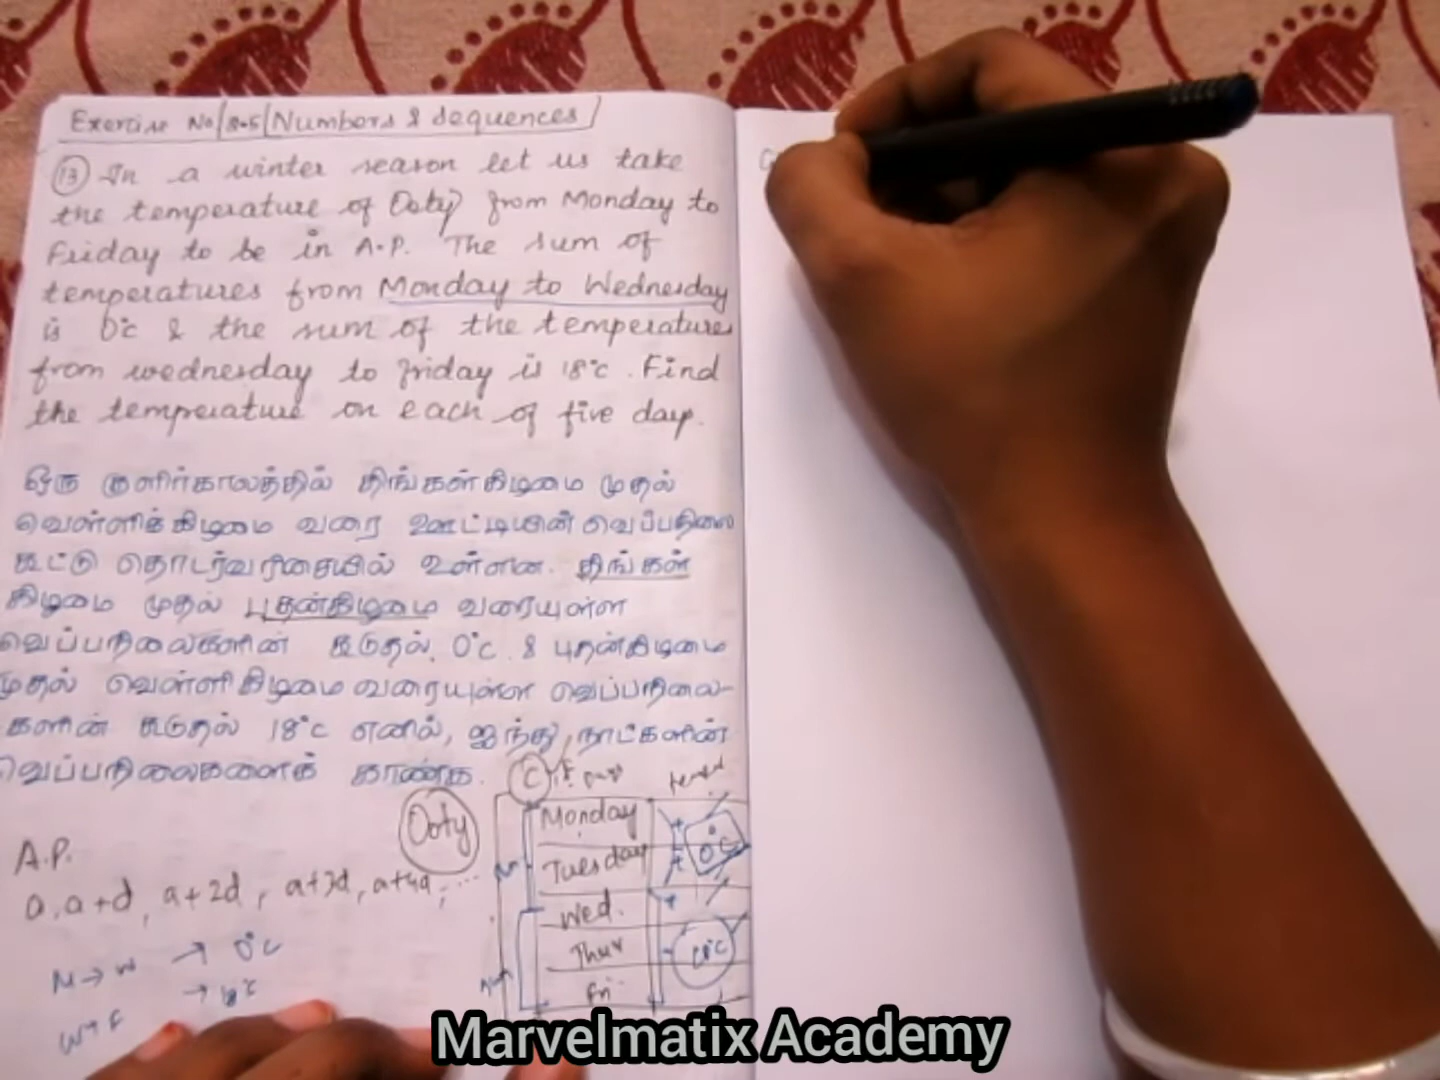 Exercise No/8.5/Numbers & Sequences/
13 In a winter season let us take
the temperature of Ooty from Monday to
Friday to be in A.P. The sum of
temperatures from Monday to Wednesday
is 0°c & the sum of the temperatures
from wednesday to friday is 18°c. Find
the temperature on each of five days.
ஒரு குளிர்காலத்தில் திங்கள்கிழமை முதல்
வெள்ளிக்கிழமை வரை ஊட்டியின் வெப்பநிலை
கூட்டு தொடர்வரிசையில் உள்ளன. திங்கள்
கிழமை முதல் புதன்கிழமை வரையுள்ள
வெப்பநிலைகளின் கூடுதல் 0°c & புதன்கிழமை
முதல் வெள்ளிகிழமை வரையுள்ள வெப்பநிலை-
களின் கூடுதல் 18°c எனில், ஐந்து நாட்களின்
வெப்பநிலைகளைக் காண்க.
C
Ooty
Monday
Tuesday
0°C
Wed.
Thur
Fri
A.P.
a, a+d, a+2d, a+3d, a+4d, ...
M→W → 0°C
W→F → 18°C
Marvelmatix Academy